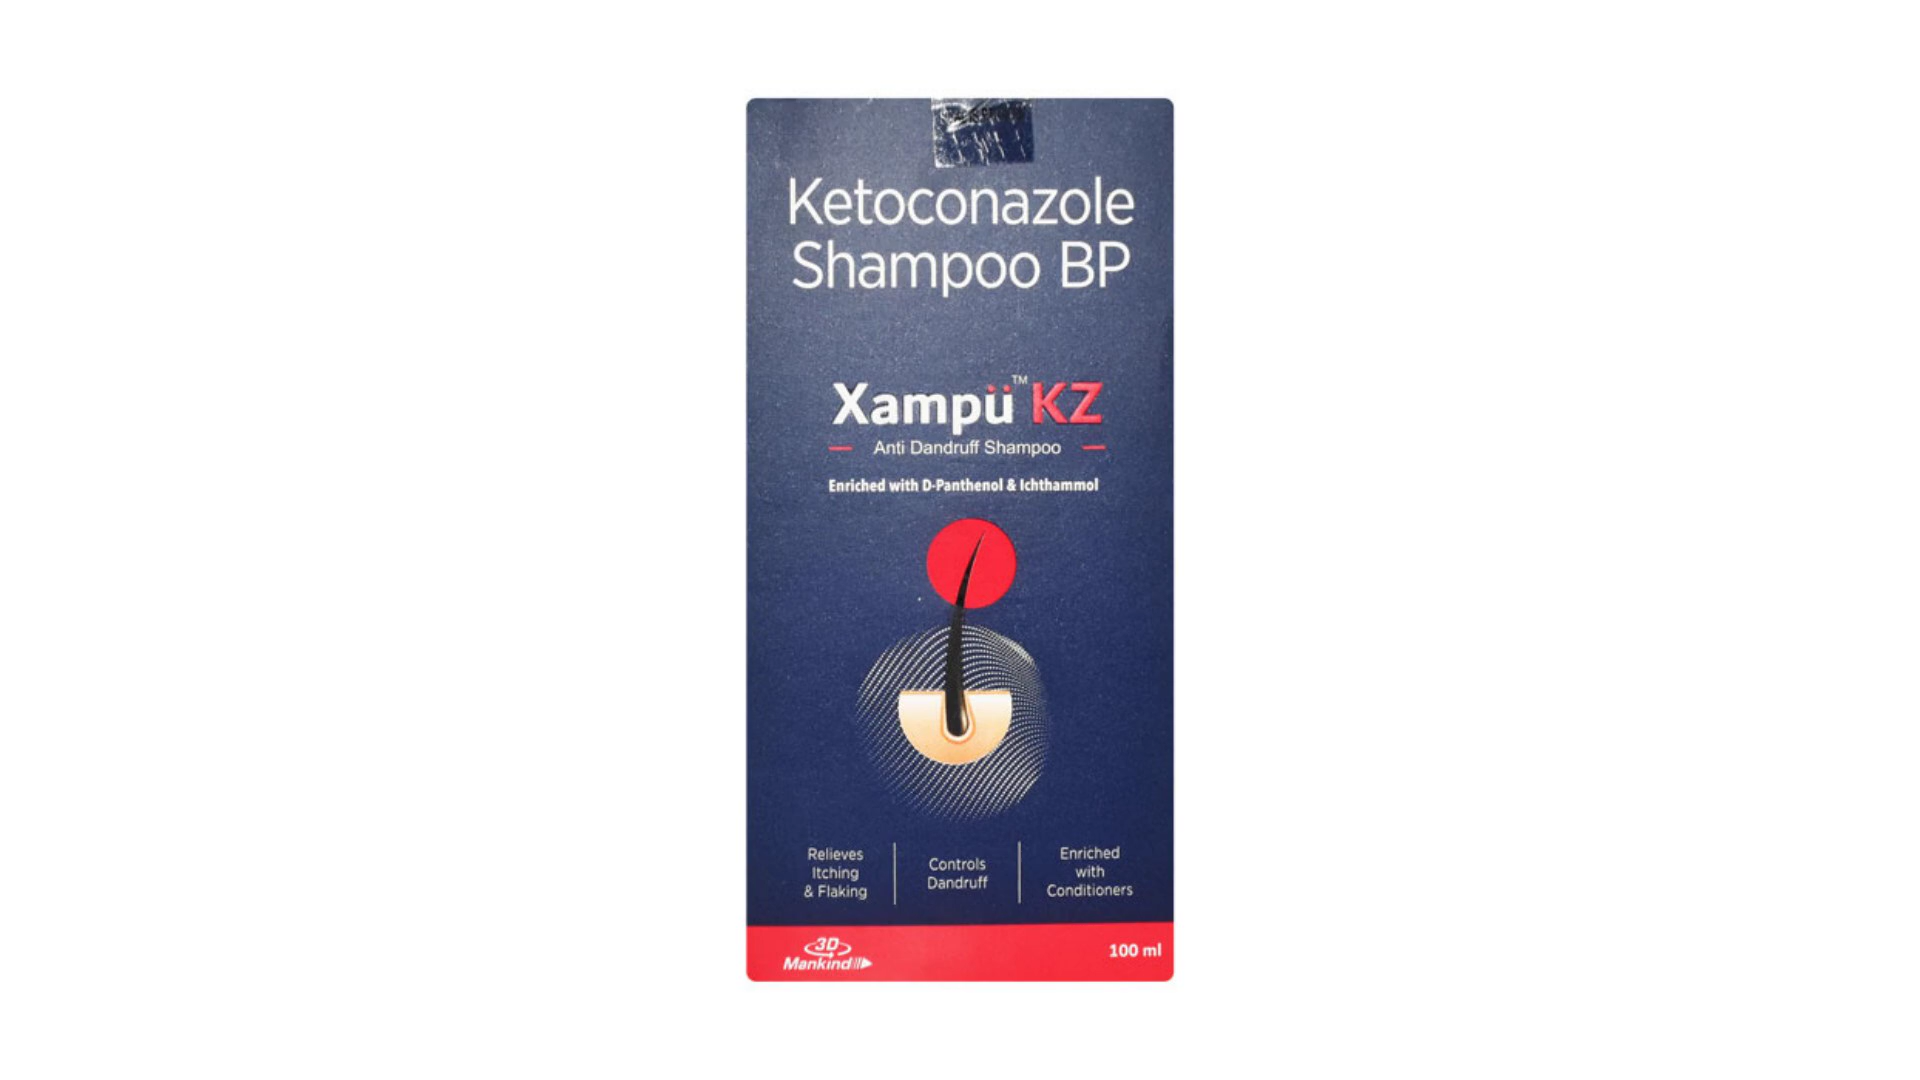 Ketoconazole
Shampoo BP
Xampü™ KZ
Anti Dandruff Shampoo
Enriched with D-Panthenol & Ichthammol
Relieves
Itching
& Flaking
Controls
Dandruff
Enriched
with
Conditioners
3D
Mankind
100 ml